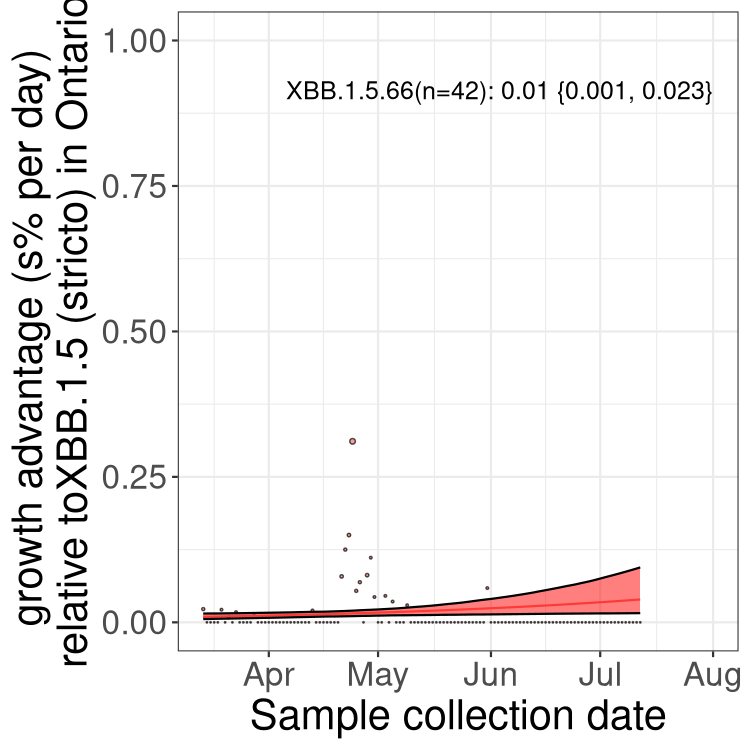 growth advantage (s% per day)
relative toXBB.1.5 (stricto) in Ontario
1.00
0.75
0.50
0.25
0.00
XBB.1.5.66(n=42): 0.01 {0.001, 0.023}
Apr
May
Jun
Jul
Aug
Sample collection date